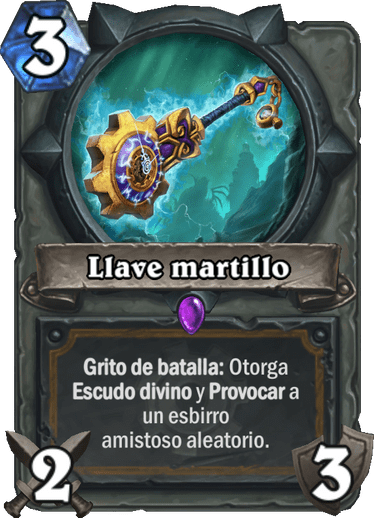 3
Llave martillo
Grito de batalla: Otorga
Escudo divino y Provocar a
un esbirro
amistoso aleatorio.
2
3